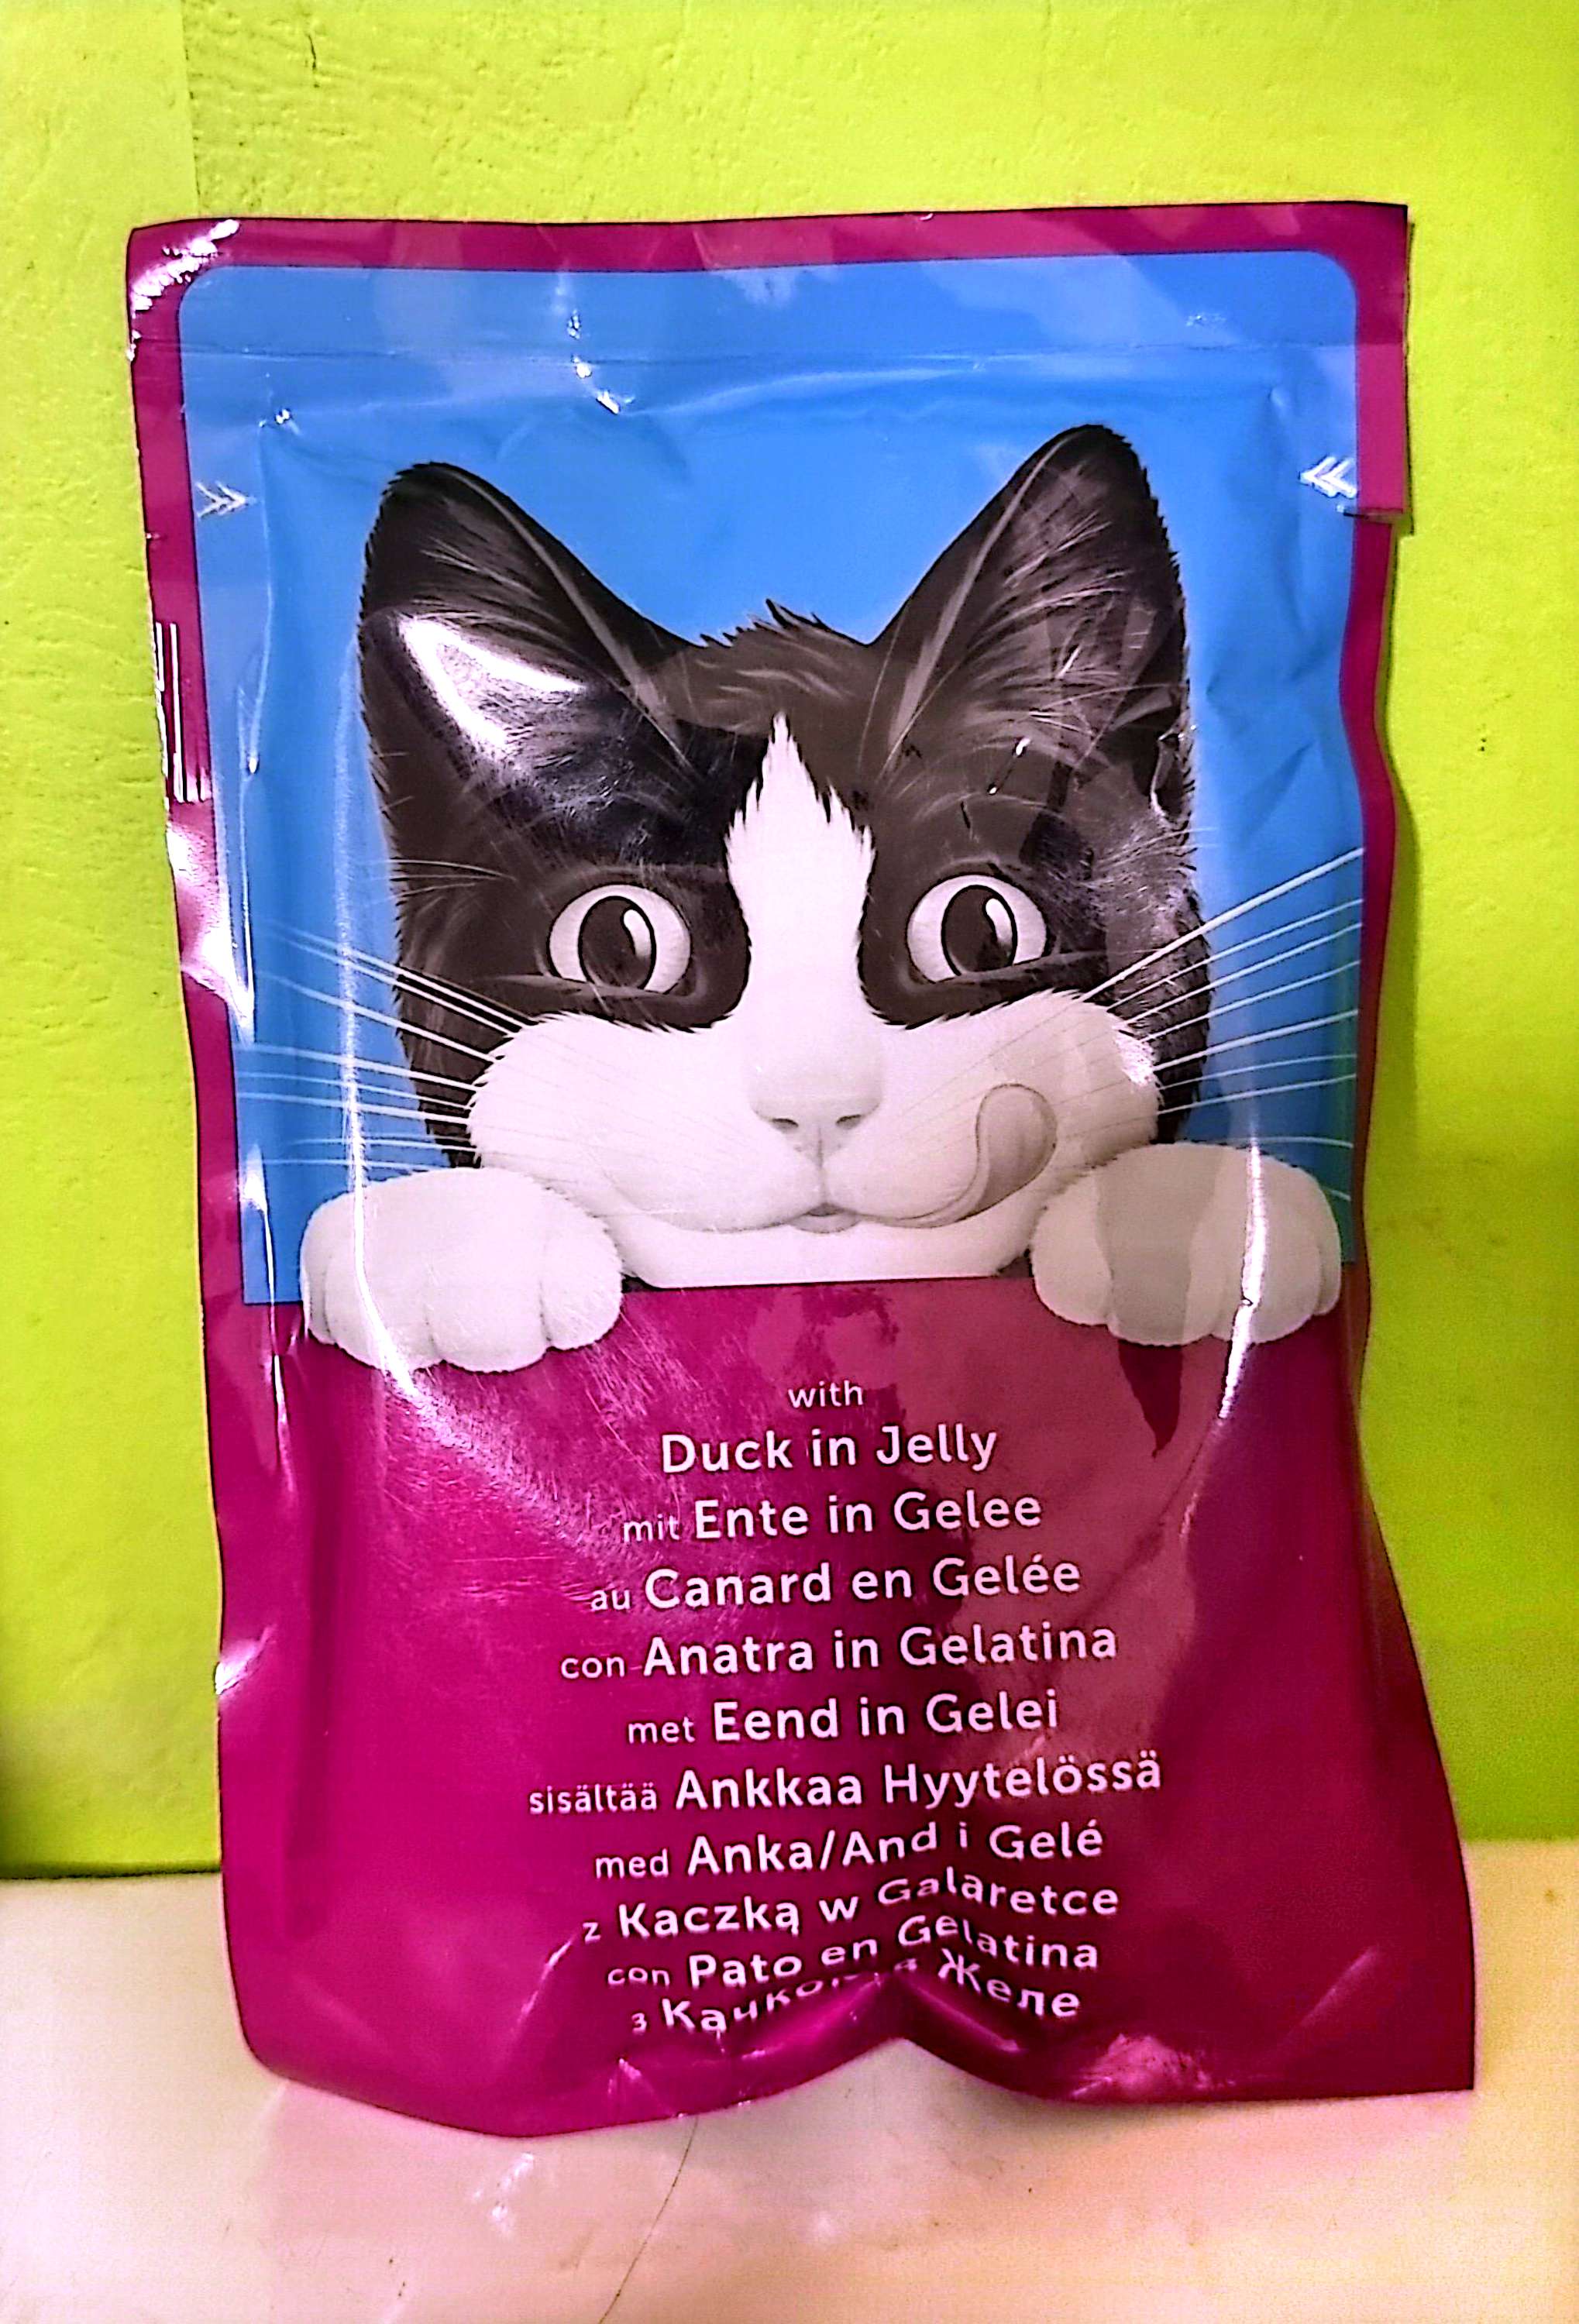 with
Duck in Jelly
mit Ente in Gelee
au Canard en Gelée
con Anatra in Gelatina
met Eend in Gelei
sisältää Ankkaa Hyytelössä
med Anka/And i Gelé
z Kaczką w Galaretce
con Pato en Gelatina
з Желе